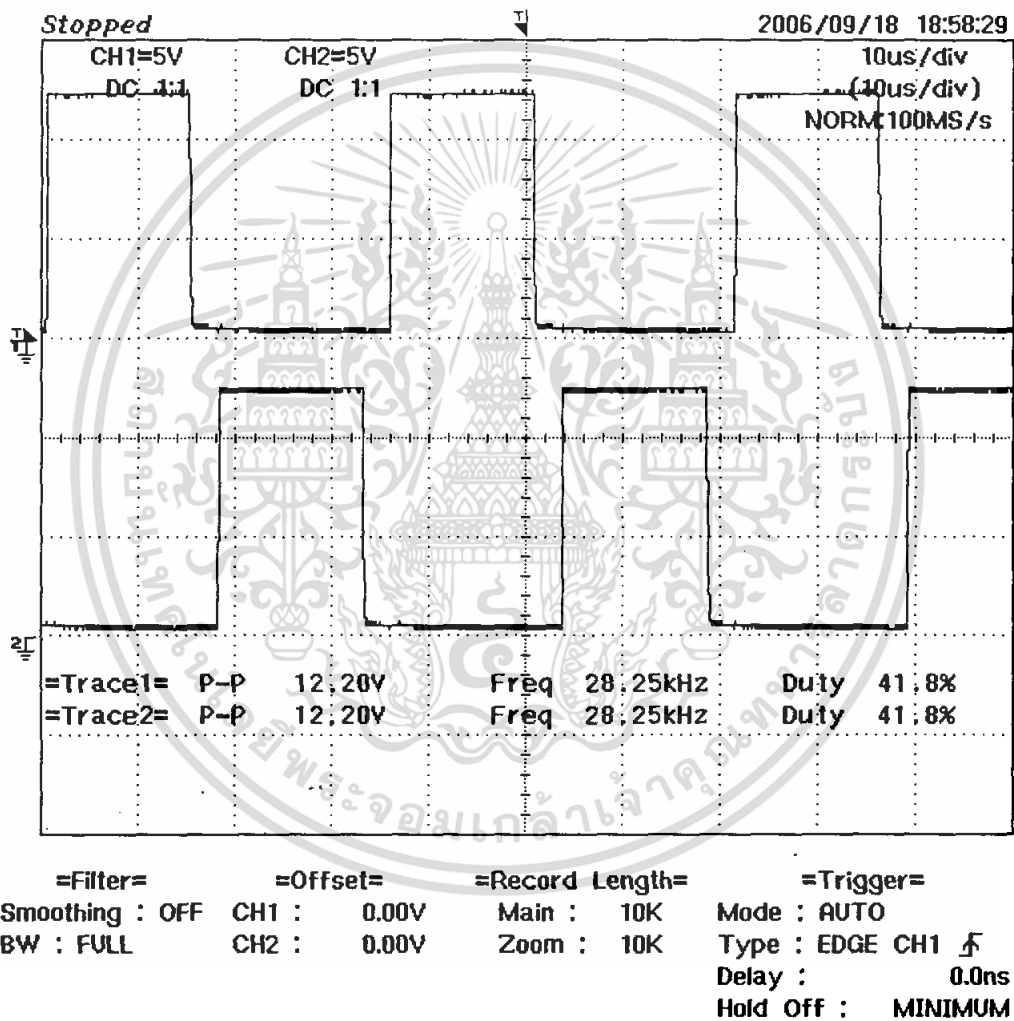 Stopped 2006/09/18 18:58:29
CH1=5V CH2=5V 10us/div
DC 1:1 DC 1:1 (10us/div)
NORM:100MS/s
=Trace1= P-P 12.20V Freq 28.25kHz Duty 41.8%
=Trace2= P-P 12.20V Freq 28.25kHz Duty 41.8%
=Filter= =Offset= =Record Length= =Trigger=
Smoothing : OFF CH1 : 0.00V Main : 10K Mode : AUTO
BW : FULL CH2 : 0.00V Zoom : 10K Type : EDGE CH1
Delay : 0.0ns
Hold Off : MINIMUM